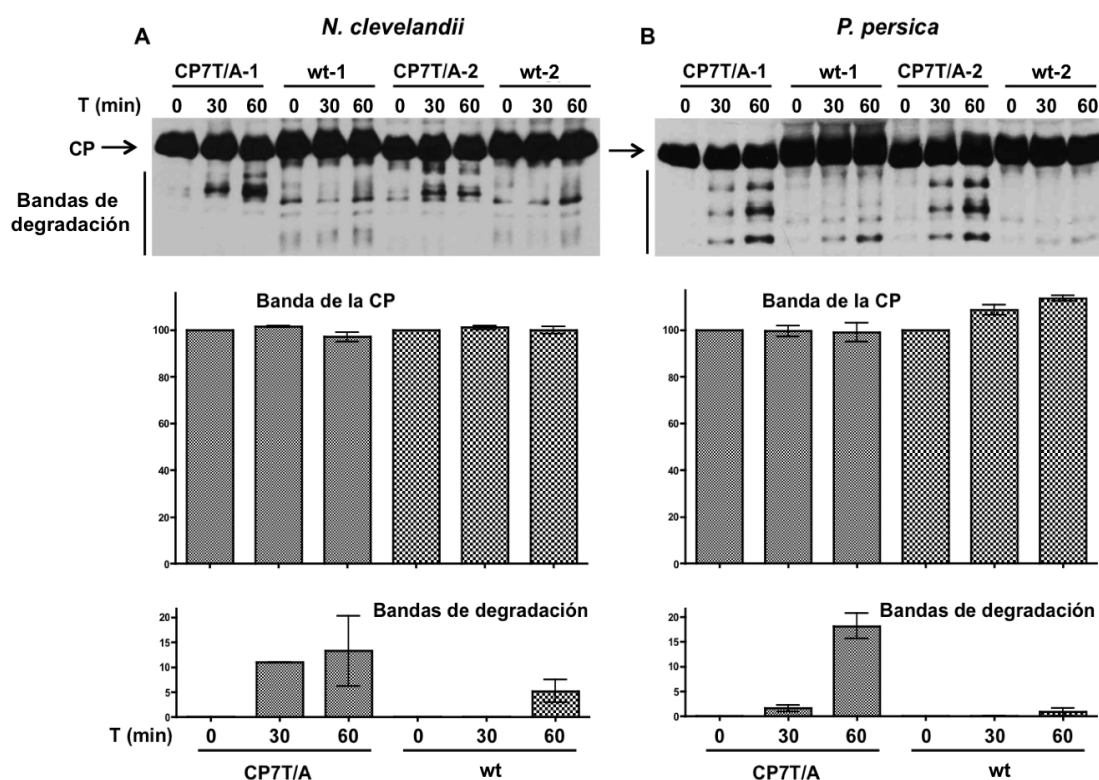 A
N. clevelandii
CP7T/A-1 wt-1 CP7T/A-2 wt-2
T (min) 0 30 60 0 30 60 0 30 60 0 30 60
CP
Bandas de
degradación
B
P. persica
CP7T/A-1 wt-1 CP7T/A-2 wt-2
0 30 60 0 30 60 0 30 60 0 30 60
Banda de la CP
100
80
60
40
20
0
Banda de la CP
100
80
60
40
20
0
Bandas de degradación
20
15
10
5
0
T (min) 0 30 60 0 30 60
CP7T/A wt
Bandas de degradación
20
15
10
5
0
0 30 60 0 30 60
CP7T/A wt